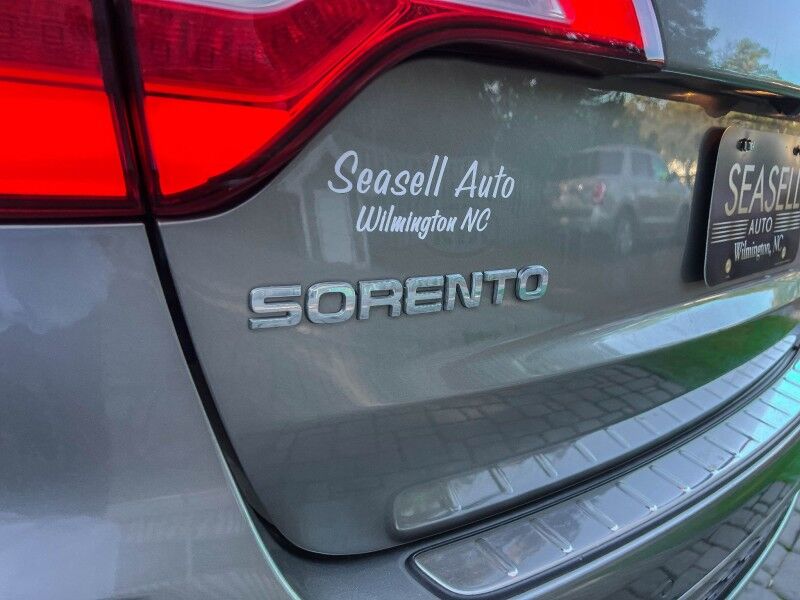 Seasell Auto
Wilmington NC
SORENTO
SEASELL
AUTO
Wilmington, NC